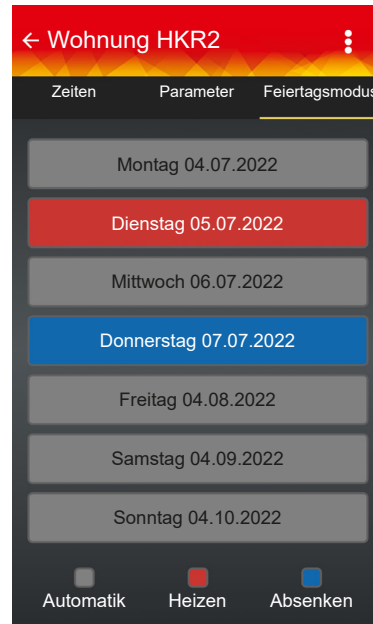 ← Wohnung HKR2
Zeiten Parameter Feiertagsmodus
Montag 04.07.2022
Dienstag 05.07.2022
Mittwoch 06.07.2022
Donnerstag 07.07.2022
Freitag 04.08.2022
Samstag 04.09.2022
Sonntag 04.10.2022
Automatik Heizen Absenken